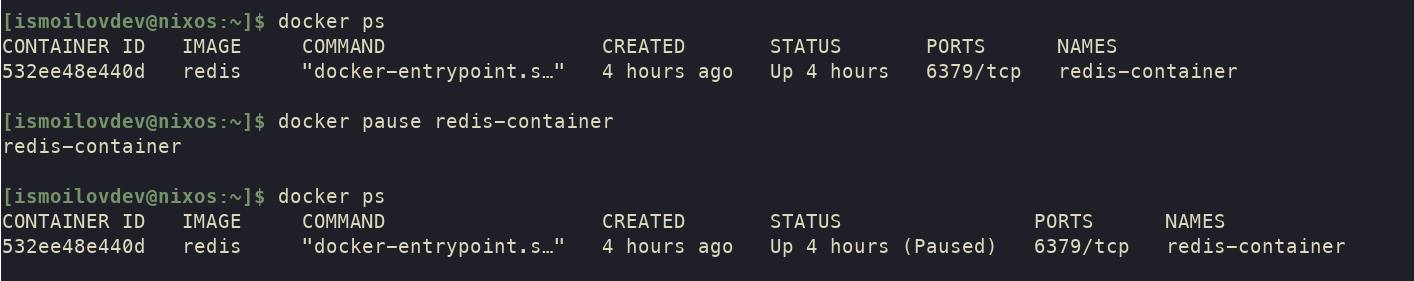 [ismoilovdev@nixos:~]$ docker ps
CONTAINER ID   IMAGE     COMMAND                  CREATED       STATUS       PORTS      NAMES
532ee48e440d   redis     "docker-entrypoint.s…"   4 hours ago   Up 4 hours   6379/tcp   redis-container
[ismoilovdev@nixos:~]$ docker pause redis-container
redis-container
[ismoilovdev@nixos:~]$ docker ps
CONTAINER ID   IMAGE     COMMAND                  CREATED       STATUS                PORTS      NAMES
532ee48e440d   redis     "docker-entrypoint.s…"   4 hours ago   Up 4 hours (Paused)   6379/tcp   redis-container